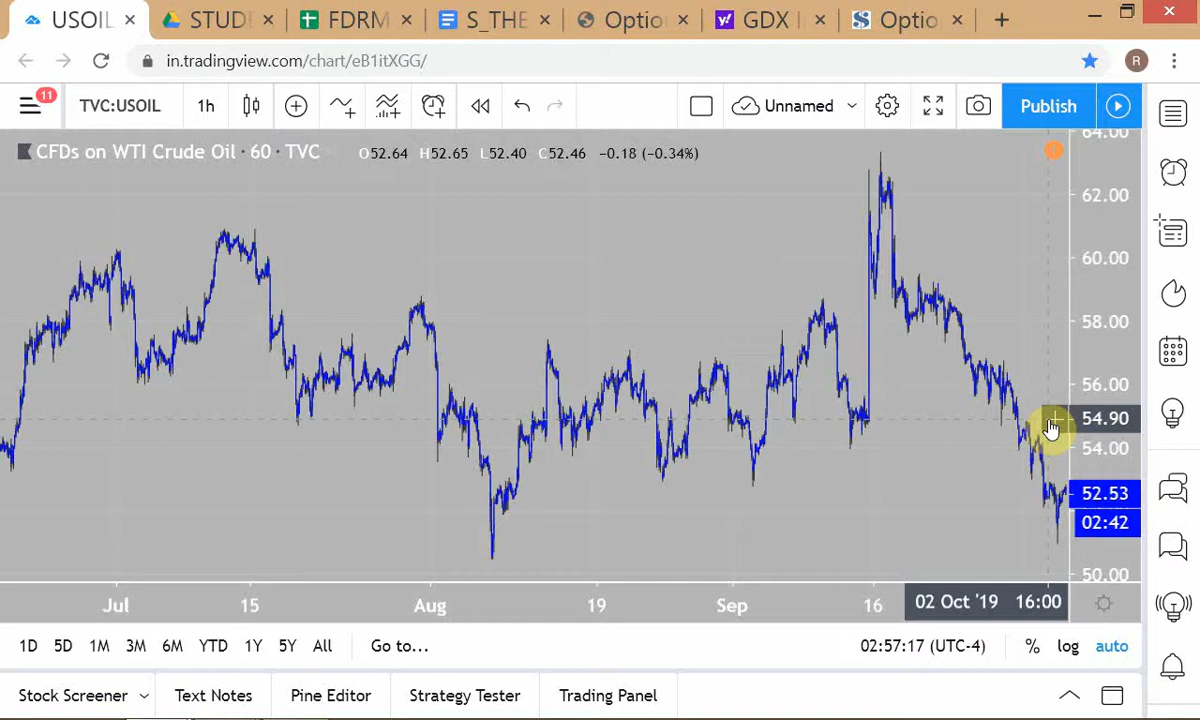 USOIL STUDE FDRM S_THE Optio GDX I Optio
in.tradingview.com/chart/eB1itXGG/ R
11 TVC:USOIL 1h Unnamed Publish
CFDs on WTI Crude Oil · 60 · TVC O52.64 H52.65 L52.40 C52.46 −0.18 (−0.34%)
64.00
62.00
60.00
58.00
56.00
54.90
54.00
52.53
02:42
50.00
Jul 15 Aug 19 Sep 16 02 Oct '19 16:00
1D 5D 1M 3M 6M YTD 1Y 5Y All Go to... 02:57:17 (UTC-4) % log auto
Stock Screener Text Notes Pine Editor Strategy Tester Trading Panel